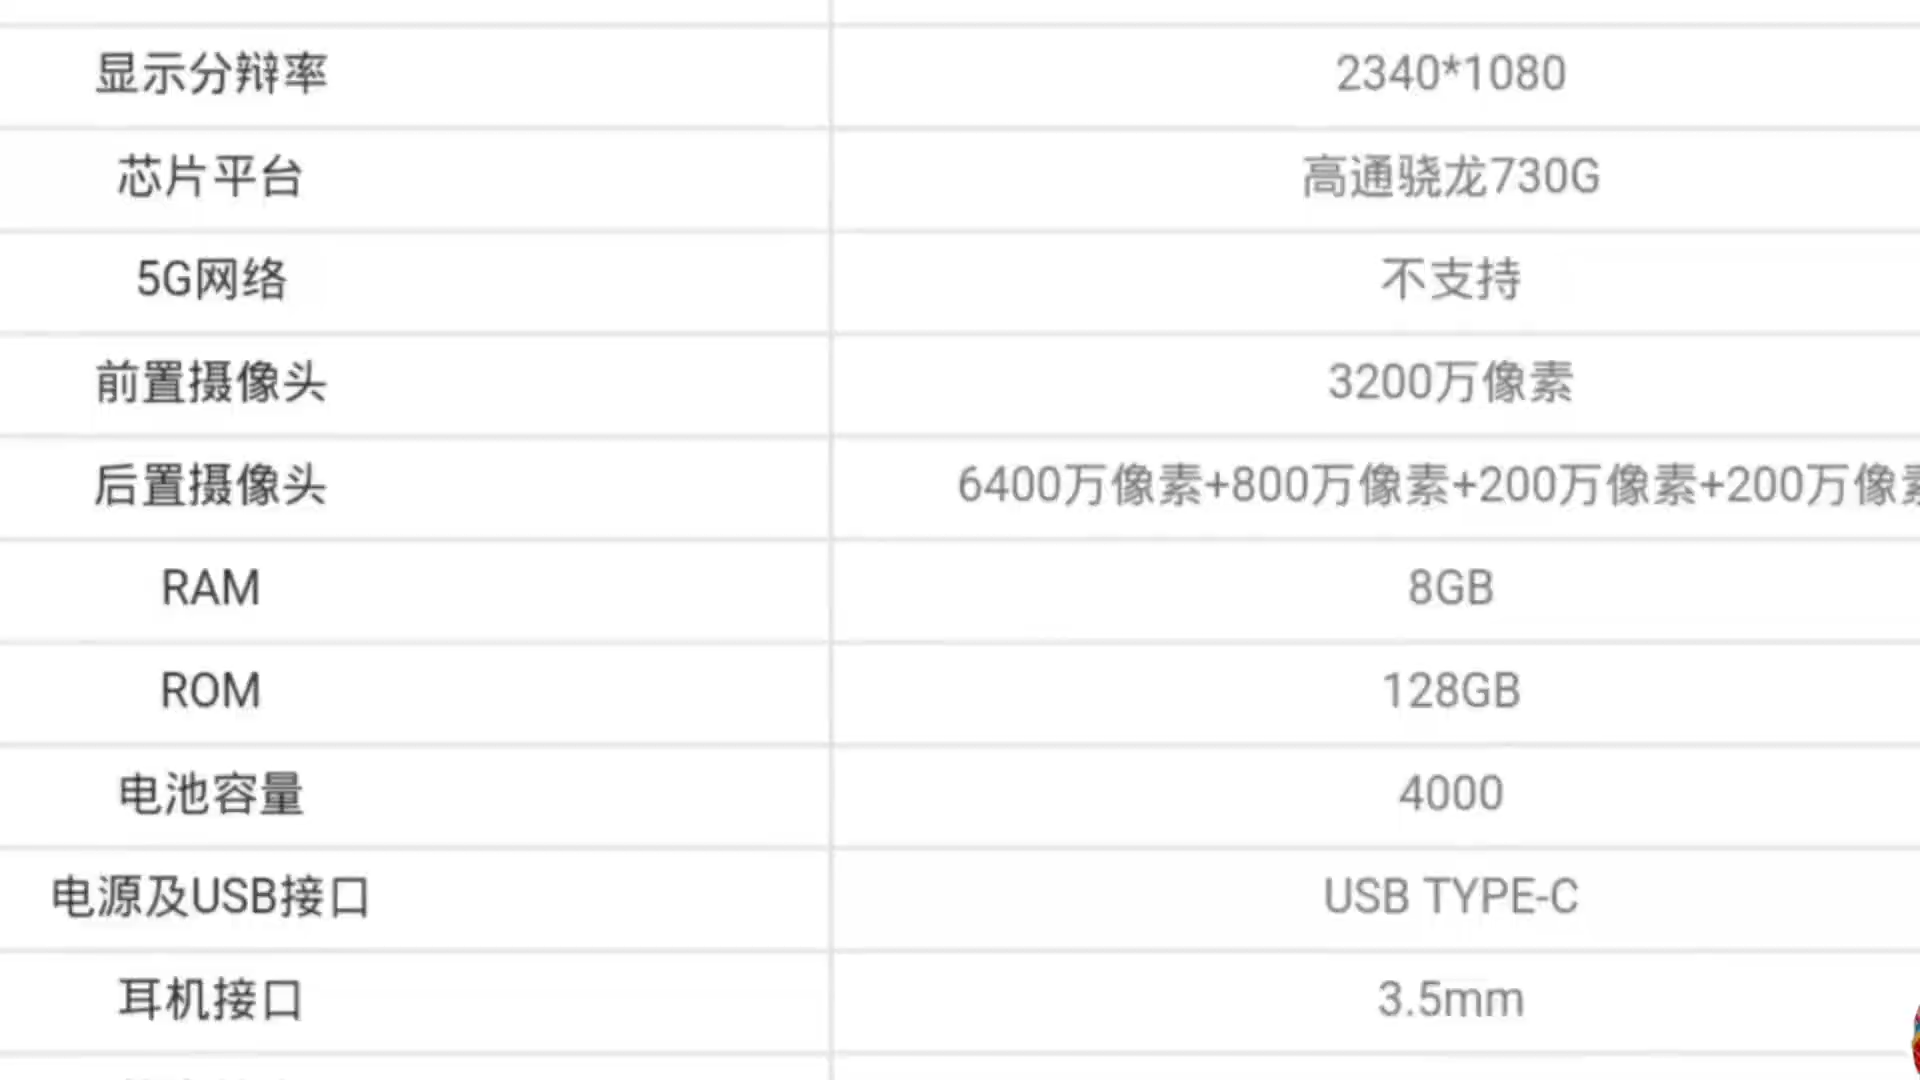 显示分辩率 2340*1080
芯片平台 高通骁龙730G
5G网络 不支持
前置摄像头 3200万像素
后置摄像头 6400万像素+800万像素+200万像素+200万像素
RAM 8GB
ROM 128GB
电池容量 4000
电源及USB接口 USB TYPE-C
耳机接口 3.5mm